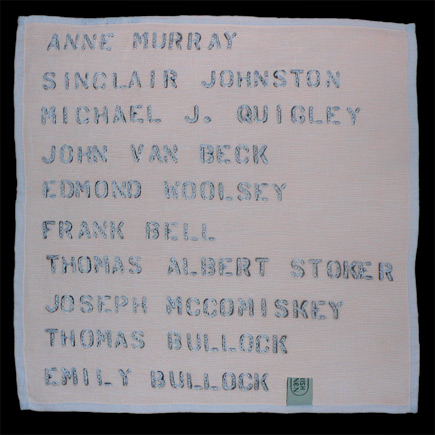 ANNE MURRAY
SINCLAIR JOHNSTON
MICHAEL J. QUIGLEY
JOHN VAN BECK
EDMOND WOOLSEY
FRANK BELL
THOMAS ALBERT STOKER
JOSEPH MCCOMISKEY
THOMAS BULLOCK
EMILY BULLOCK